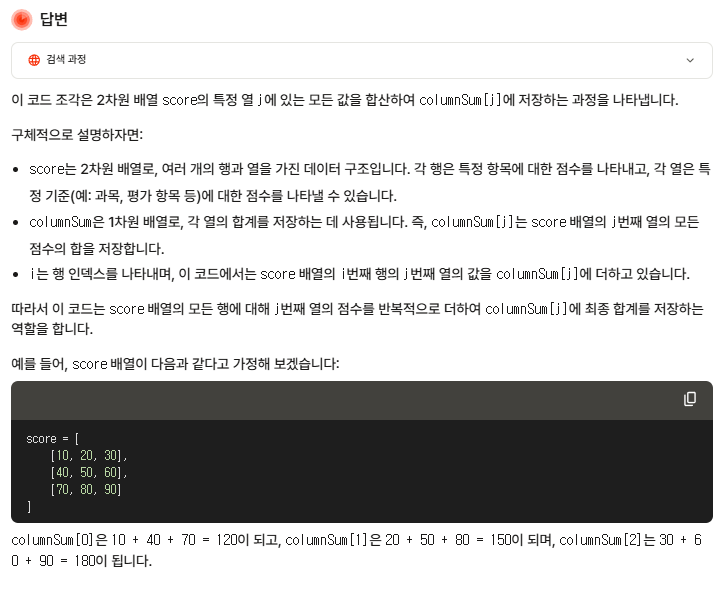 답변
검색 과정
이 코드 조각은 2차원 배열 score의 특정 열 j에 있는 모든 값을 합산하여 columnSum[j]에 저장하는 과정을 나타냅니다.
구체적으로 설명하자면:
• score는 2차원 배열로, 여러 개의 행과 열을 가진 데이터 구조입니다. 각 행은 특정 항목에 대한 점수를 나타내고, 각 열은 특
정 기준(예: 과목, 평가 항목 등)에 대한 점수를 나타낼 수 있습니다.
• columnSum은 1차원 배열로, 각 열의 합계를 저장하는 데 사용됩니다. 즉, columnSum[j]는 score 배열의 j번째 열의 모든
점수의 합을 저장합니다.
• i는 행 인덱스를 나타내며, 이 코드에서는 score 배열의 i번째 행의 j번째 열의 값을 columnSum[j]에 더하고 있습니다.
따라서 이 코드는 score 배열의 모든 행에 대해 j번째 열의 점수를 반복적으로 더하여 columnSum[j]에 최종 합계를 저장하는
역할을 합니다.
예를 들어, score 배열이 다음과 같다고 가정해 보겠습니다:
score = [
[10, 20, 30],
[40, 50, 60],
[70, 80, 90]
]
columnSum[0]은 10 + 40 + 70 = 120이 되고, columnSum[1]은 20 + 50 + 80 = 150이 되며, columnSum[2]는 30 + 6
0 + 90 = 180이 됩니다.